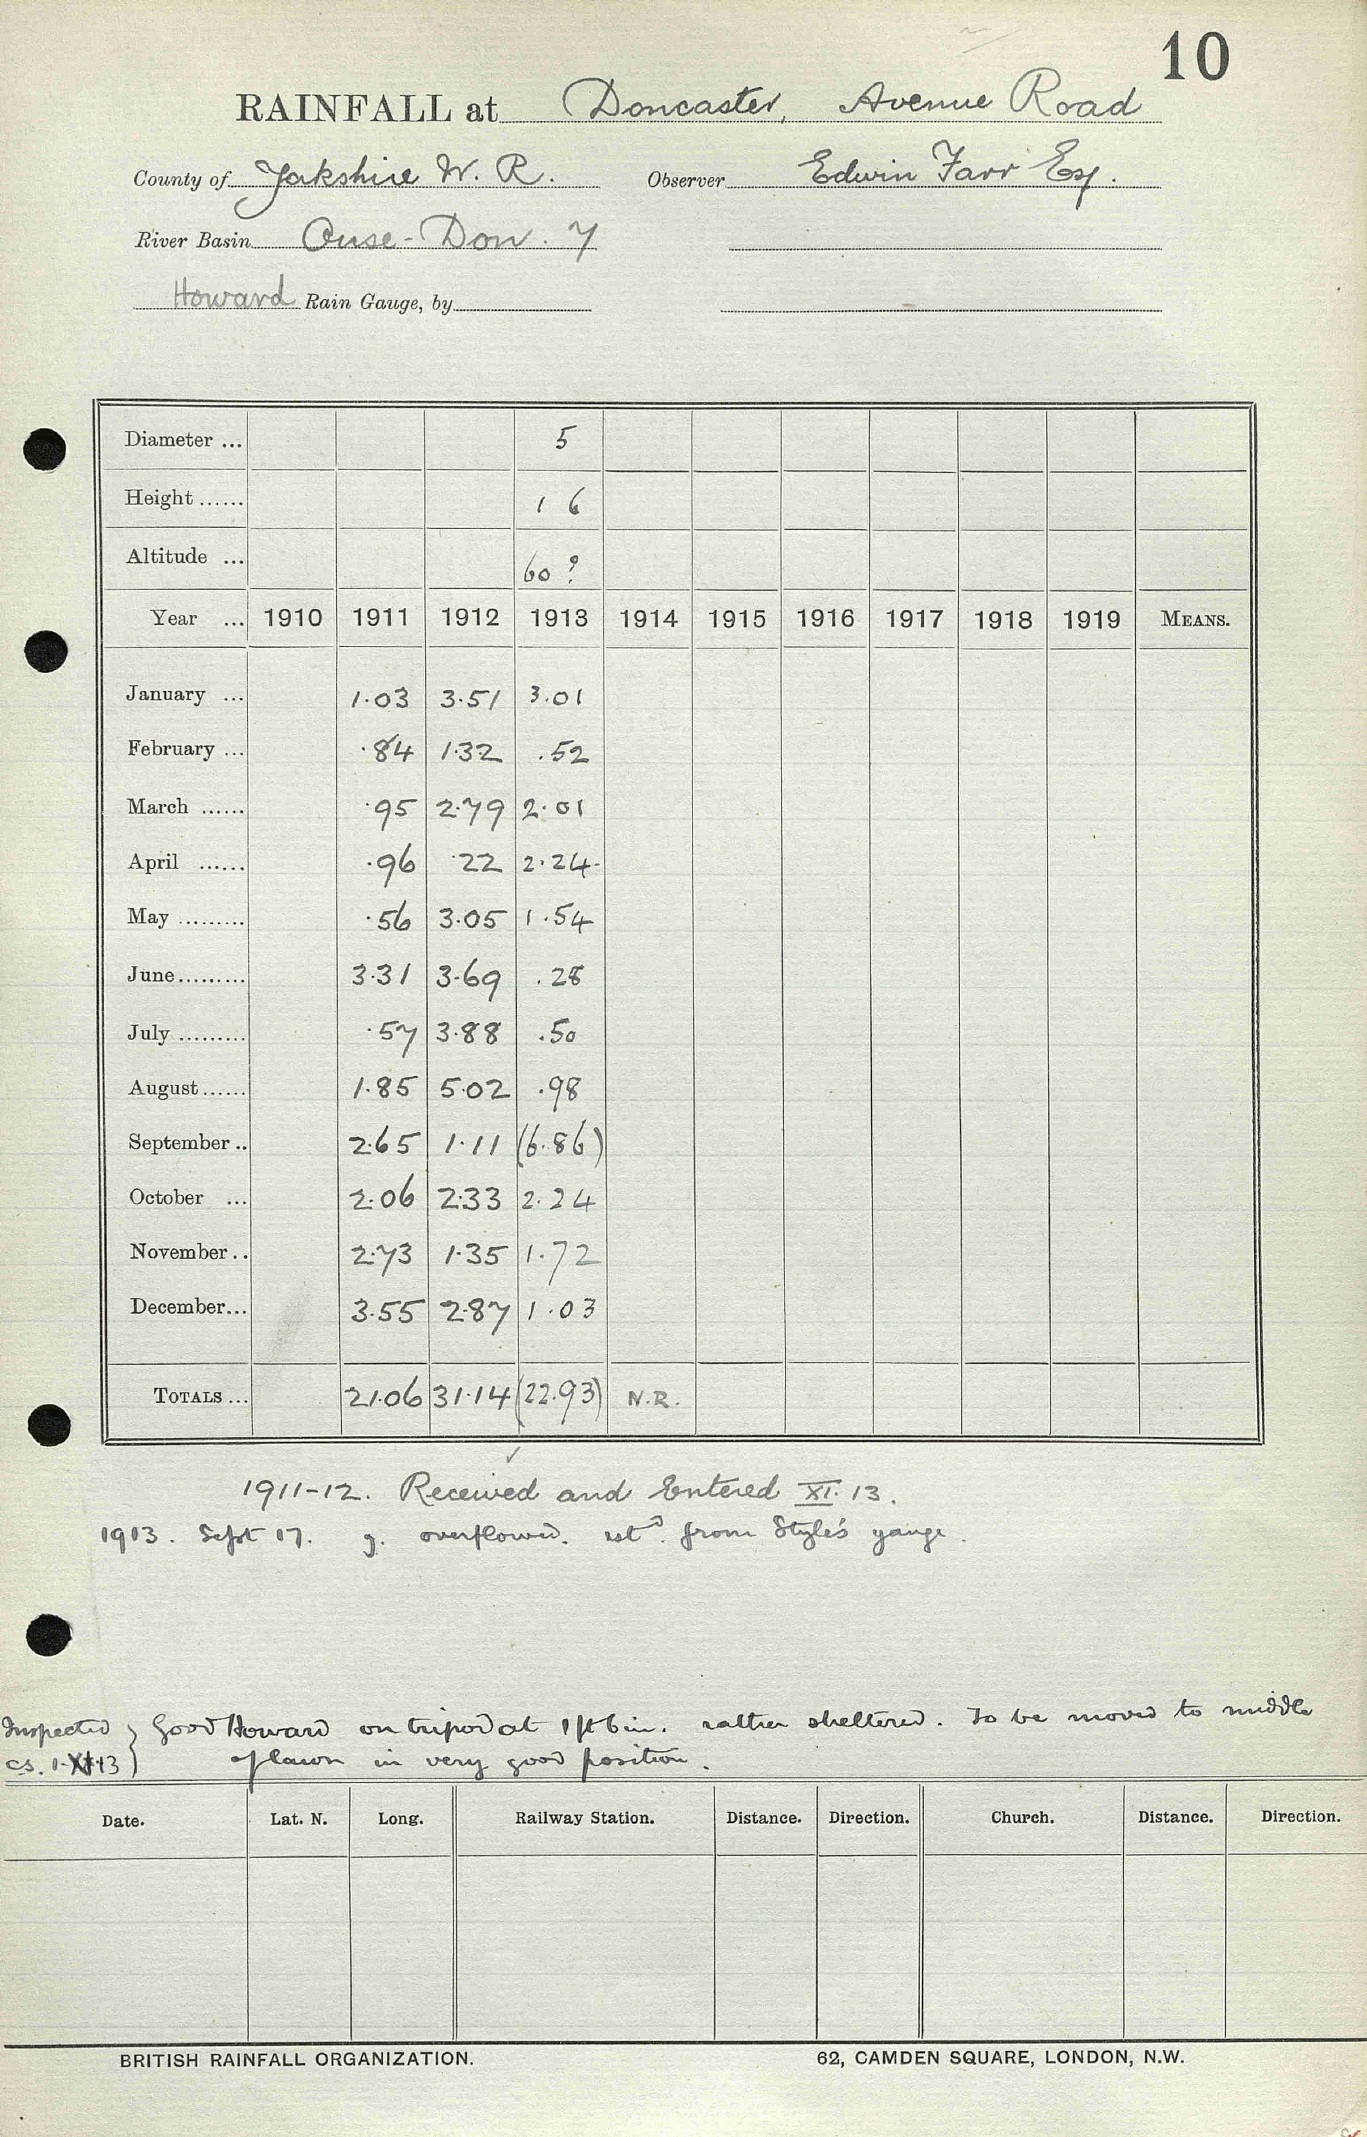 10
RAINFALL at Doncaster, Avenue Road
County of Yorkshire W. R. Observer Edwin Farr Esq.
River Basin Ouse - Don. 7
Howard Rain Gauge, by
Diameter ... 5
Height ...... 1 6
Altitude ... 60 ?
Year ... 1910 1911 1912 1913 1914 1915 1916 1917 1918 1919 MEANS.
January ... 1.03 3.51 3.01
February ... .84 1.32 .52
March ...... .95 2.79 2.01
April ...... .96 .22 2.24
May ......... .56 3.05 1.54
June ......... 3.31 3.69 .28
July ......... .57 3.88 .50
August ...... 1.85 5.02 .98
September .. 2.65 1.11 (6.86)
October ... 2.06 2.33 2.24
November .. 2.73 1.35 1.72
December ... 3.55 2.87 1.03
TOTALS ... 21.06 31.14 (22.93) N.R.
1911-12. Received and Entered XI. 13.
1913. Sept 17. g. overflowed. estd. from Style's gauge.
Inspected } Good Howard on tripod at 1 ft 6 in. rather sheltered. To be moved to middle
CS. 1. 13 } of lawn in very good position.
Date. Lat. N. Long. Railway Station. Distance. Direction. Church. Distance. Direction.
BRITISH RAINFALL ORGANIZATION. 62, CAMDEN SQUARE, LONDON, N.W.